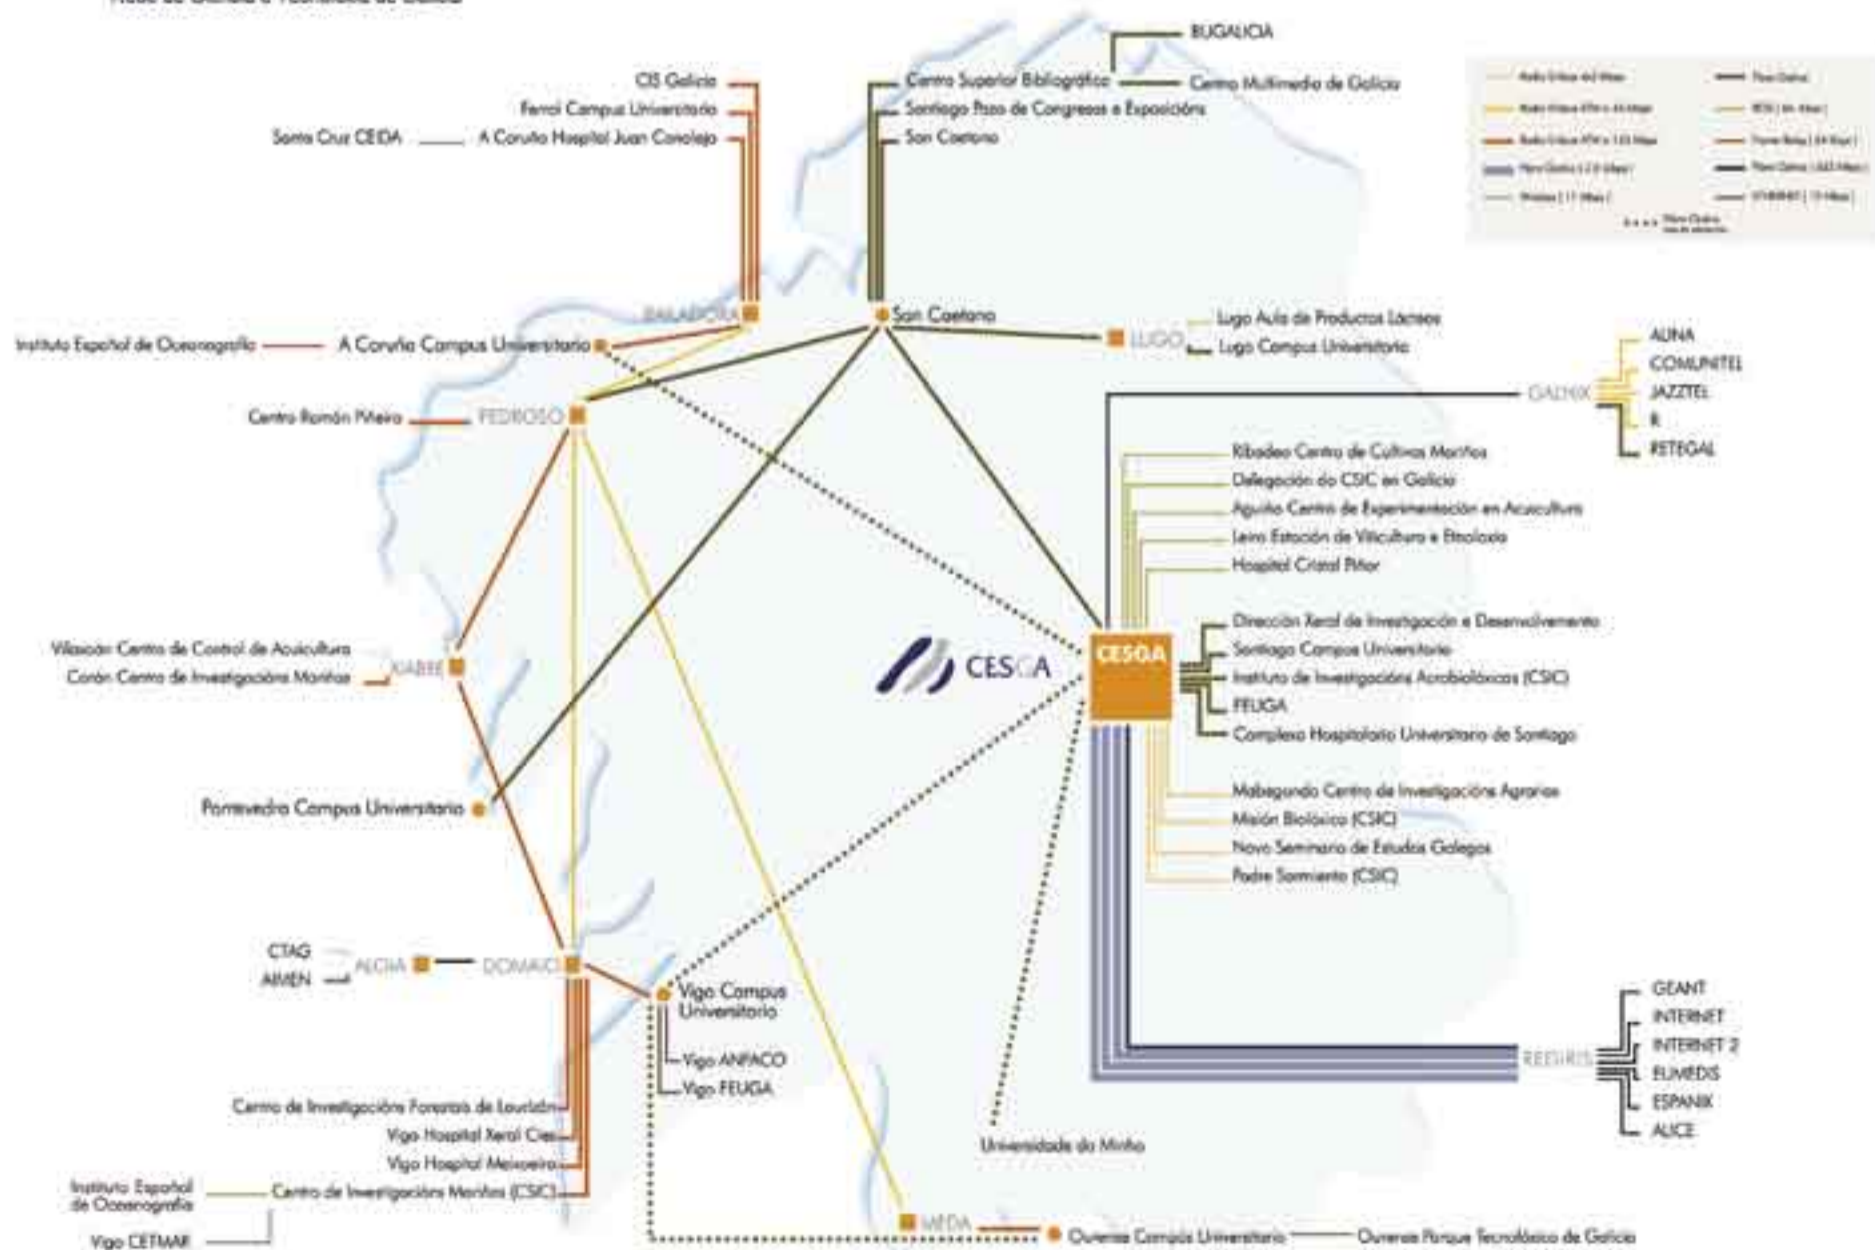 BUGALICIA
CIS Galicia
Centro Superior Bibliográfico
Centro Multimedia de Galicia
Ferrol Campus Universitario
Santiago Pazo de Congresos e Exposicións
Santa Cruz CEIDA
A Coruña Hospital Juan Canalejo
San Caetano
BAILADORA
San Caetano
Lugo Aula de Productos Lácteos
LUGO
Lugo Campus Universitario
Instituto Español de Oceanografía
A Coruña Campus Universitario
AUNA
COMUNITEL
GALNIX
JAZZTEL
R
RETEGAL
Centro Ramón Piñeiro
PEDROSO
Ribadeo Centro de Cultivos Mariños
Delegación do CSIC en Galicia
Aguiño Centro de Experimentación en Acuicultura
Leiro Estación de Viticultura e Enoloxía
Hospital Cristal Piñor
Dirección Xeral de Investigación e Desenvolvemento
Vilaxoán Centro de Control de Acuicultura
CESGA
CESGA
Santiago Campus Universitario
XIABRE
Corón Centro de Investigacións Mariñas
Instituto de Investigacións Acrobiolóxicas (CSIC)
FEUGA
Complexo Hospitalario Universitario de Santiago
Pontevedra Campus Universitario
Mabegondo Centro de Investigacións Agrarias
Misión Biolóxica (CSIC)
Novo Seminario de Estudos Galegos
Padre Sarmiento (CSIC)
CTAG
AIMEN
DOMAIO
Vigo Campus
Universitario
GEANT
INTERNET
INTERNET 2
REDIRIS
EUMEDIS
ESPANIX
ALICE
Vigo ANFACO
Vigo FEUGA
Centro de Investigacións Forestais de Lourizán
Vigo Hospital Xeral Cíes
Vigo Hospital Meixoeiro
Universidade do Minho
Instituto Español
de Oceanografía
Centro de Investigacións Mariñas (CSIC)
Vigo CETMAR
MEDA
Ourense Campus Universitario
Ourense Parque Tecnolóxico de Galicia